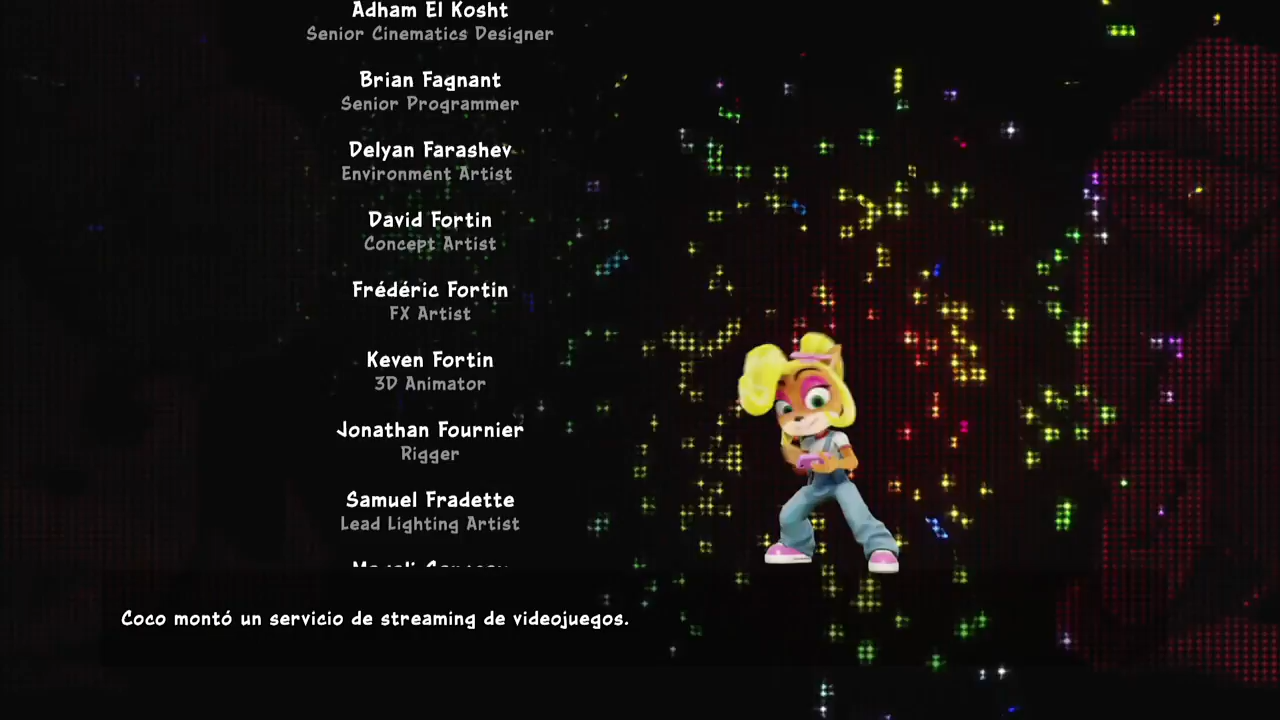 Adham El Kosht
Senior Cinematics Designer
Brian Fagnant
Senior Programmer
Delyan Farashev
Environment Artist
David Fortin
Concept Artist
Frédéric Fortin
FX Artist
Keven Fortin
3D Animator
Jonathan Fournier
Rigger
Samuel Fradette
Lead Lighting Artist
Coco montó un servicio de streaming de videojuegos.